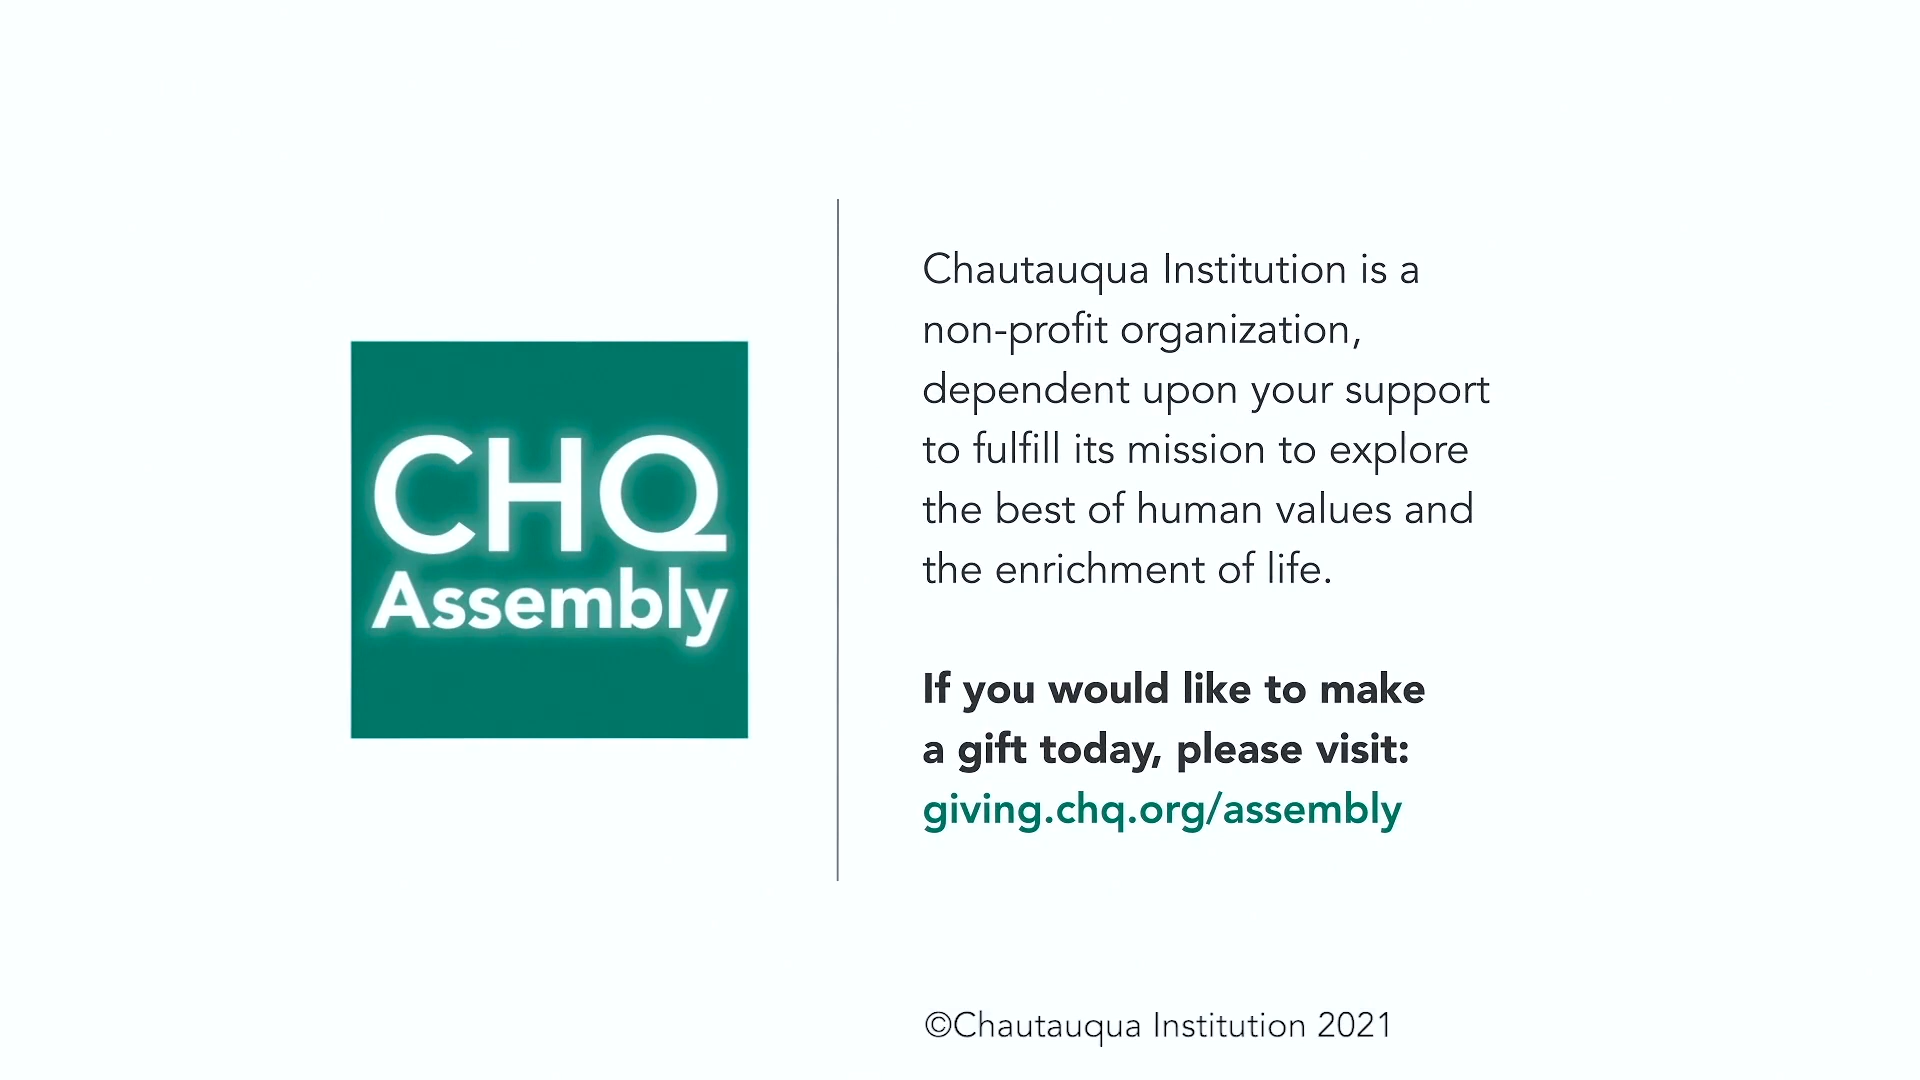 CHQ
Assembly
Chautauqua Institution is a
non-profit organization,
dependent upon your support
to fulfill its mission to explore
the best of human values and
the enrichment of life.
If you would like to make
a gift today, please visit:
giving.chq.org/assembly
©Chautauqua Institution 2021